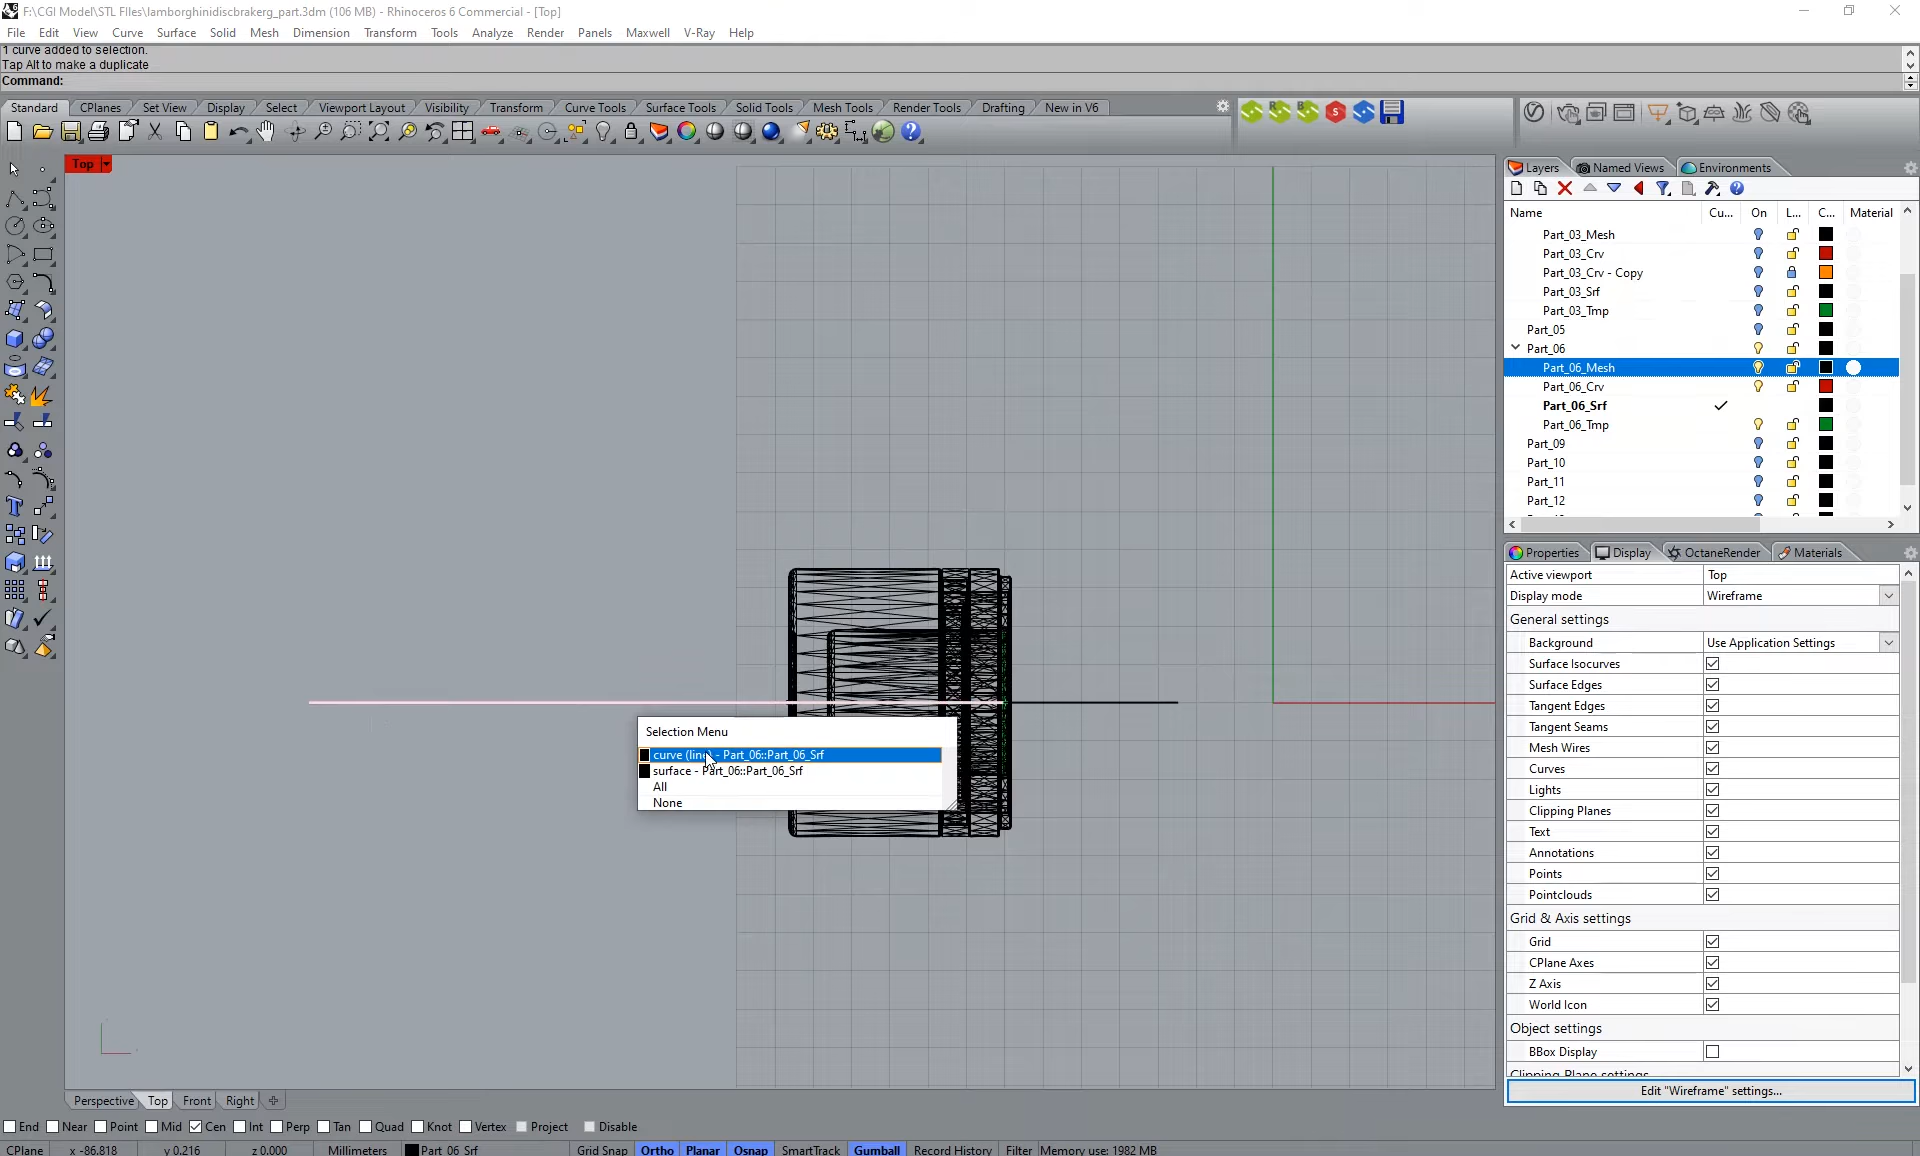 F:\CGI Model\STL FIles\lamborghinidiscbrakerg_part.3dm (106 MB) - Rhinoceros 6 Commercial - [Top]
File Edit View Curve Surface Solid Mesh Dimension Transform Tools Analyze Render Panels Maxwell V-Ray Help
1 curve added to selection.
Tap Alt to make a duplicate
Command:
Standard CPlanes Set View Display Select Viewport Layout Visibility Transform Curve Tools Surface Tools Solid Tools Mesh Tools Render Tools Drafting New in V6
Top
Layers Named Views Environments
Name Cu... On L... C... Material
Part_03_Mesh
Part_03_Crv
Part_03_Crv - Copy
Part_03_Srf
Part_03_Tmp
Part_05
Part_06
Part_06_Mesh
Part_06_Crv
Part_06_Srf
Part_06_Tmp
Part_09
Part_10
Part_11
Part_12
Selection Menu
curve (line) - Part_06::Part_06_Srf
surface - Part_06::Part_06_Srf
All
None
Properties Display OctaneRender Materials
Active viewport Top
Display mode Wireframe
General settings
Background Use Application Settings
Surface Isocurves
Surface Edges
Tangent Edges
Tangent Seams
Mesh Wires
Curves
Lights
Clipping Planes
Text
Annotations
Points
Pointclouds
Grid & Axis settings
Grid
CPlane Axes
Z Axis
World Icon
Object settings
BBox Display
Clipping Plane settings
Edit "Wireframe" settings...
Perspective Top Front Right
End Near Point Mid Cen Int Perp Tan Quad Knot Vertex Project Disable
CPlane x -86.818 y 0.216 z 0.000 Millimeters Part_06_Srf Grid Snap Ortho Planar Osnap SmartTrack Gumball Record History Filter Memory use: 1982 MB